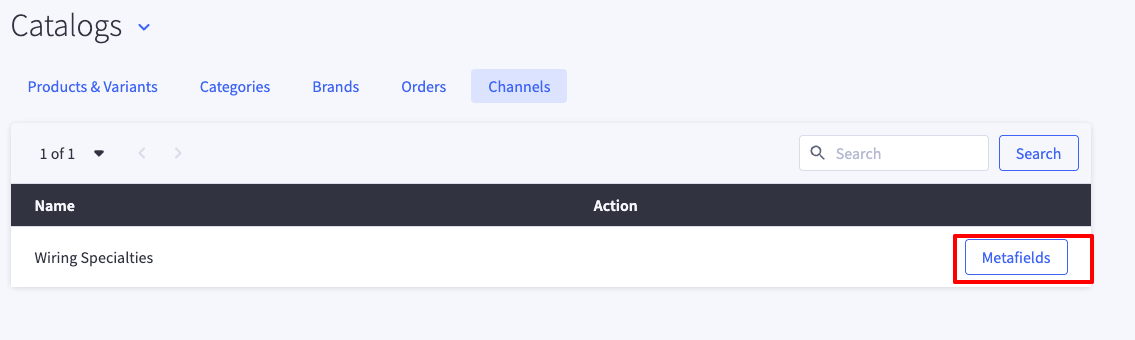 Catalogs
Products & Variants Categories Brands Orders Channels
1 of 1 Search Search
Name Action
Wiring Specialties Metafields